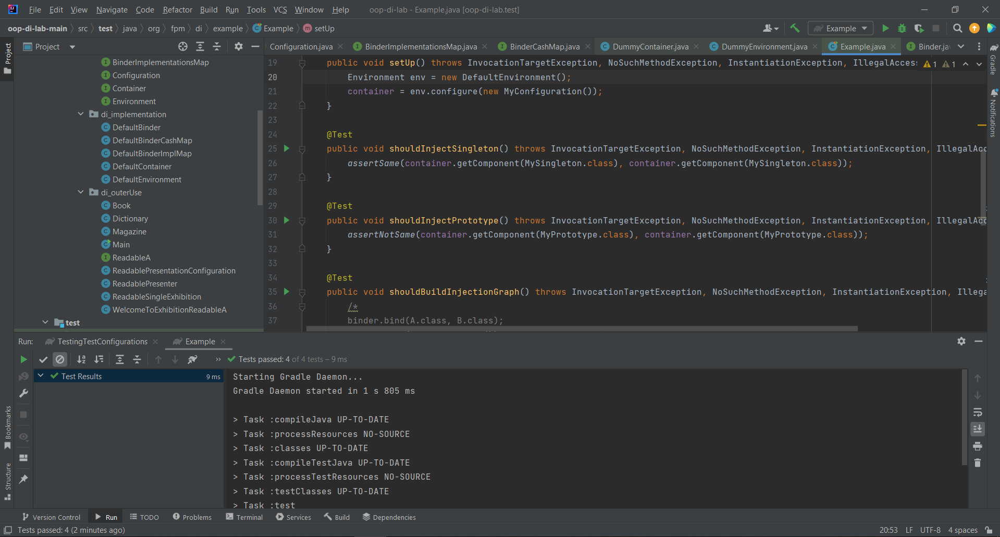 File Edit View Navigate Code Refactor Build Run Tools VCS Window Help oop-di-lab - Example.java [oop-di-lab.test]
oop-di-lab-main src test java org fpm di example Example setUp Example
Project
Configuration.java BinderImplementationsMap.java BinderCashMap.java DummyContainer.java DummyEnvironment.java Example.java Binder.ja
Project
BinderImplementationsMap
Configuration
Container
Environment
di_implementation
DefaultBinder
DefaultBinderCashMap
DefaultBinderImplMap
DefaultContainer
DefaultEnvironment
di_outerUse
Book
Dictionary
Magazine
Main
ReadableA
ReadablePresentationConfiguration
ReadablePresenter
ReadableSingleExhibition
WelcomeToExhibitionReadableA
test
19 public void setUp() throws InvocationTargetException, NoSuchMethodException, InstantiationException, IllegalAcces 1 1
20 Environment env = new DefaultEnvironment();
21 container = env.configure(new MyConfiguration());
22 }
23
24 @Test
25 public void shouldInjectSingleton() throws InvocationTargetException, NoSuchMethodException, InstantiationException, IllegalAcc
26 assertSame(container.getComponent(MySingleton.class), container.getComponent(MySingleton.class));
27 }
28
29 @Test
30 public void shouldInjectPrototype() throws InvocationTargetException, NoSuchMethodException, InstantiationException, IllegalAcc
31 assertNotSame(container.getComponent(MyPrototype.class), container.getComponent(MyPrototype.class));
32 }
33
34 @Test
35 public void shouldBuildInjectionGraph() throws InvocationTargetException, NoSuchMethodException, InstantiationException, Illega
36 /*
37 binder.bind(A.class, B.class);
Gradle
Notifications
Run: TestingTestConfigurations Example
» Tests passed: 4 of 4 tests – 9 ms
Test Results 9 ms
Starting Gradle Daemon...
Gradle Daemon started in 1 s 805 ms
> Task :compileJava UP-TO-DATE
> Task :processResources NO-SOURCE
> Task :classes UP-TO-DATE
> Task :compileTestJava UP-TO-DATE
> Task :processTestResources NO-SOURCE
> Task :testClasses UP-TO-DATE
> Task :test
Bookmarks
Structure
Version Control Run TODO Problems Terminal Services Build Dependencies
Tests passed: 4 (2 minutes ago) 20:53 LF UTF-8 4 spaces